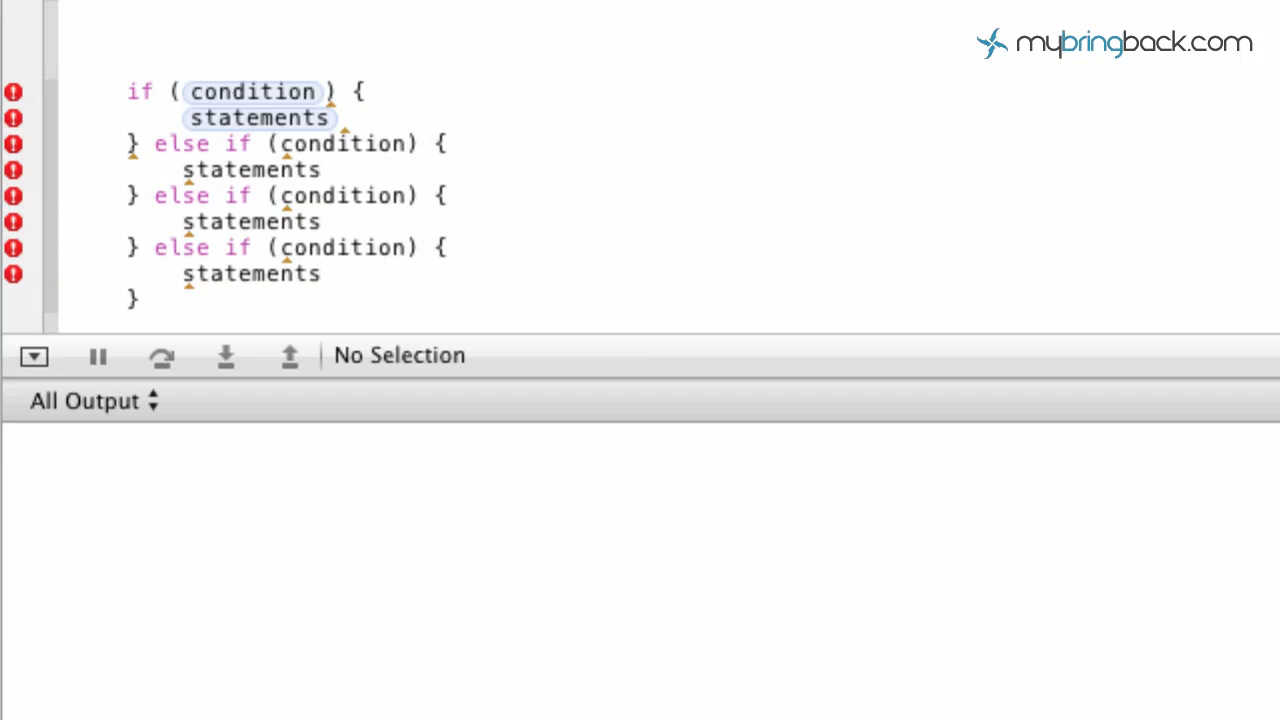 mybringback.com
if (condition) {
statements
} else if (condition) {
statements
} else if (condition) {
statements
} else if (condition) {
statements
}
No Selection
All Output